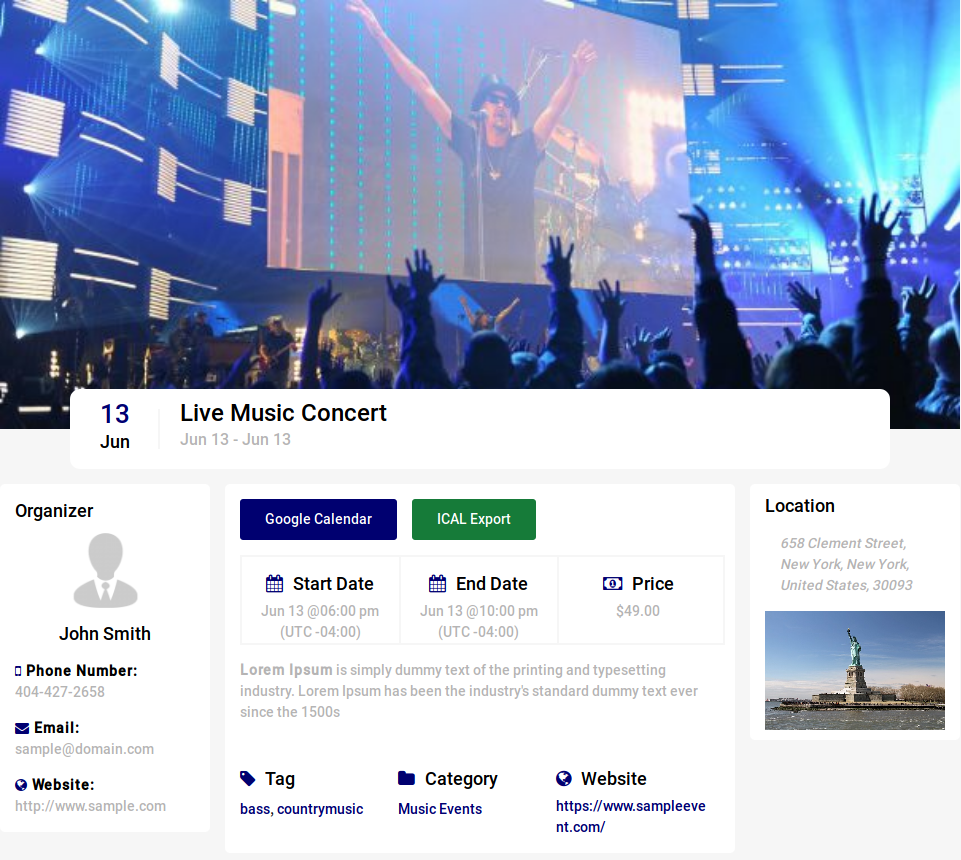 13
Jun
Live Music Concert
Jun 13 - Jun 13
Organizer
John Smith
Phone Number:
404-427-2658
Email:
sample@domain.com
Website:
http://www.sample.com
Google Calendar
ICAL Export
Start Date
Jun 13 @06:00 pm
(UTC -04:00)
End Date
Jun 13 @10:00 pm
(UTC -04:00)
Price
$49.00
Lorem Ipsum is simply dummy text of the printing and typesetting
industry. Lorem Ipsum has been the industry's standard dummy text ever
since the 1500s
Tag
bass, countrymusic
Category
Music Events
Website
https://www.sampleeve
nt.com/
Location
658 Clement Street,
New York, New York,
United States, 30093